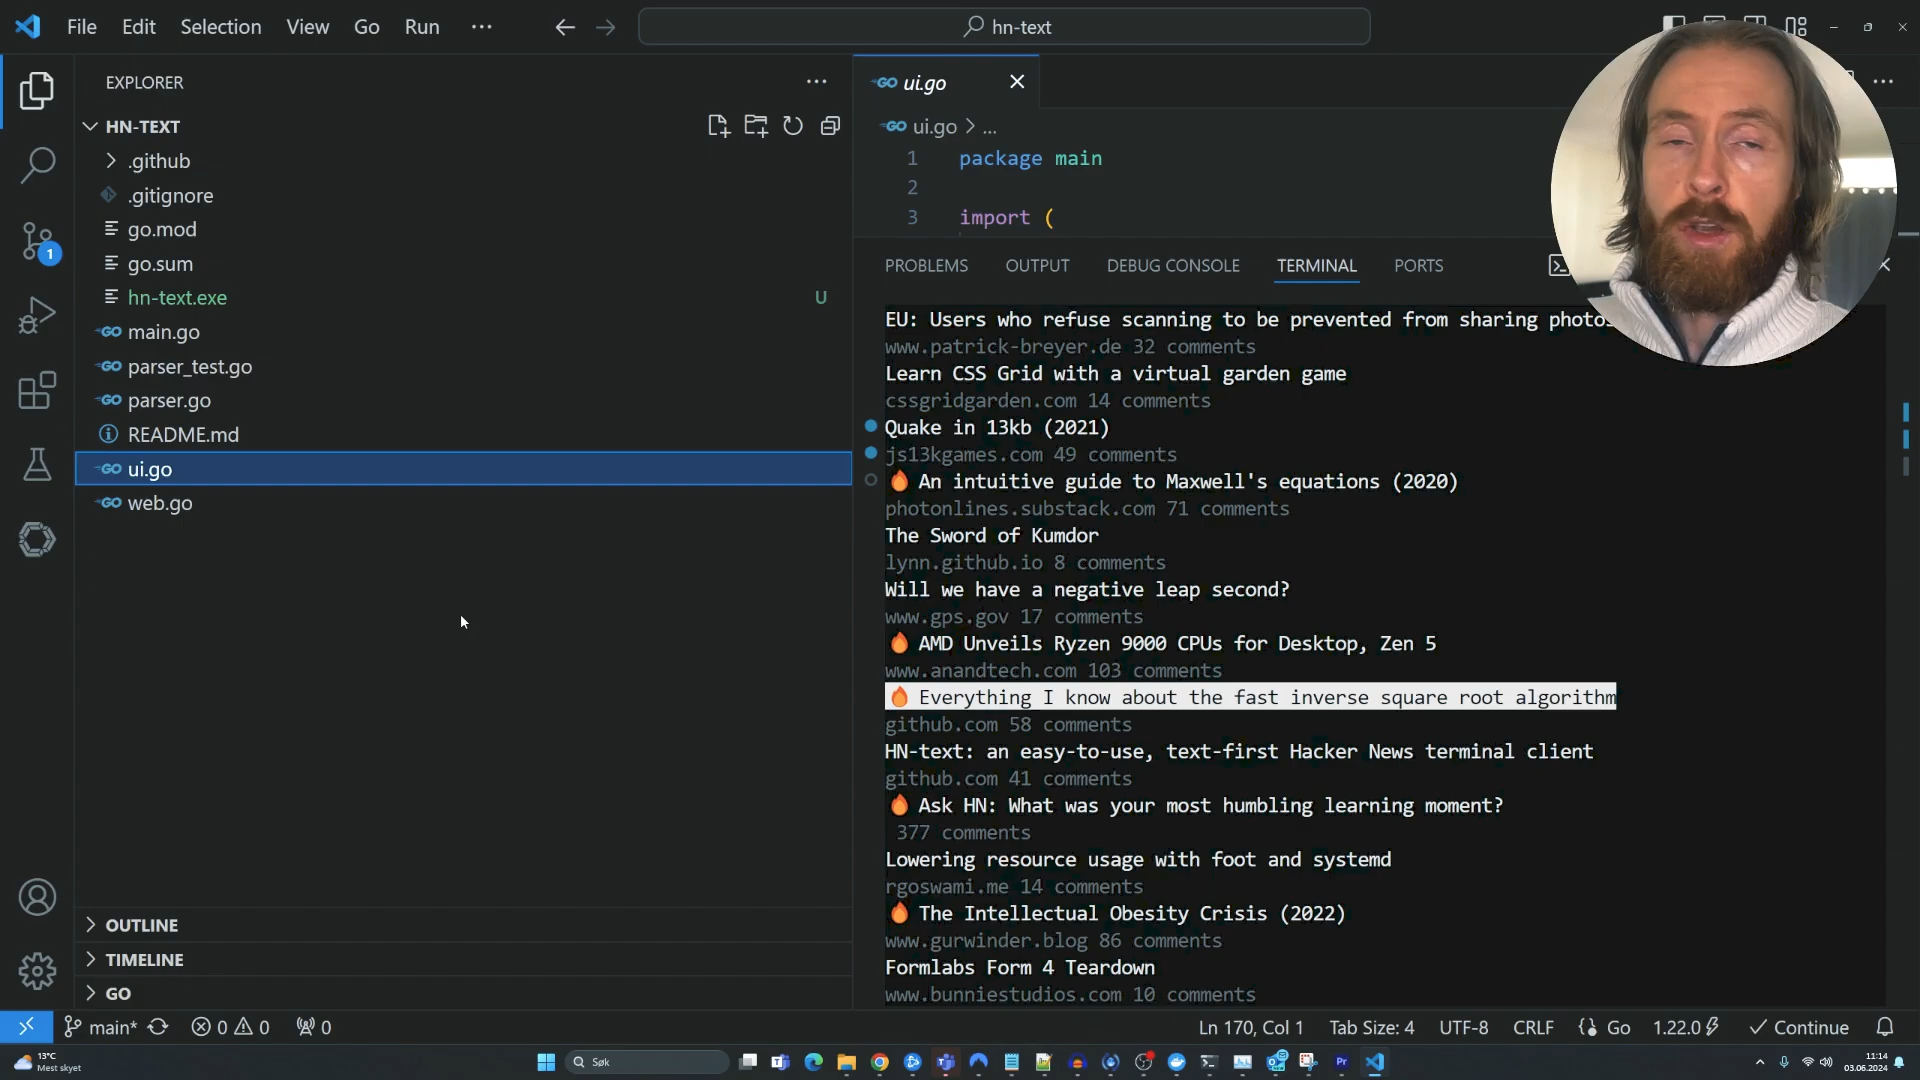 File Edit Selection View Go Run ···
hn-text
EXPLORER
HN-TEXT
.github
.gitignore
go.mod
go.sum
hn-text.exe U
main.go
parser_test.go
parser.go
README.md
ui.go
web.go
OUTLINE
TIMELINE
GO
1
GO ui.go
GO ui.go > ...
1 package main
2
3 import (
PROBLEMS OUTPUT DEBUG CONSOLE TERMINAL PORTS
EU: Users who refuse scanning to be prevented from sharing photos
www.patrick-breyer.de 32 comments
Learn CSS Grid with a virtual garden game
cssgridgarden.com 14 comments
Quake in 13kb (2021)
js13kgames.com 49 comments
🔥 An intuitive guide to Maxwell's equations (2020)
photonlines.substack.com 71 comments
The Sword of Kumdor
lynn.github.io 8 comments
Will we have a negative leap second?
www.gps.gov 17 comments
🔥 AMD Unveils Ryzen 9000 CPUs for Desktop, Zen 5
www.anandtech.com 103 comments
🔥 Everything I know about the fast inverse square root algorithm
github.com 58 comments
HN-text: an easy-to-use, text-first Hacker News terminal client
github.com 41 comments
🔥 Ask HN: What was your most humbling learning moment?
377 comments
Lowering resource usage with foot and systemd
rgoswami.me 14 comments
🔥 The Intellectual Obesity Crisis (2022)
www.gurwinder.blog 86 comments
Formlabs Form 4 Teardown
www.bunniestudios.com 10 comments
main* 0 0 0 Ln 170, Col 1 Tab Size: 4 UTF-8 CRLF Go 1.22.0 Continue
13°C
Mest skyet
Søk
11:14
03.06.2024